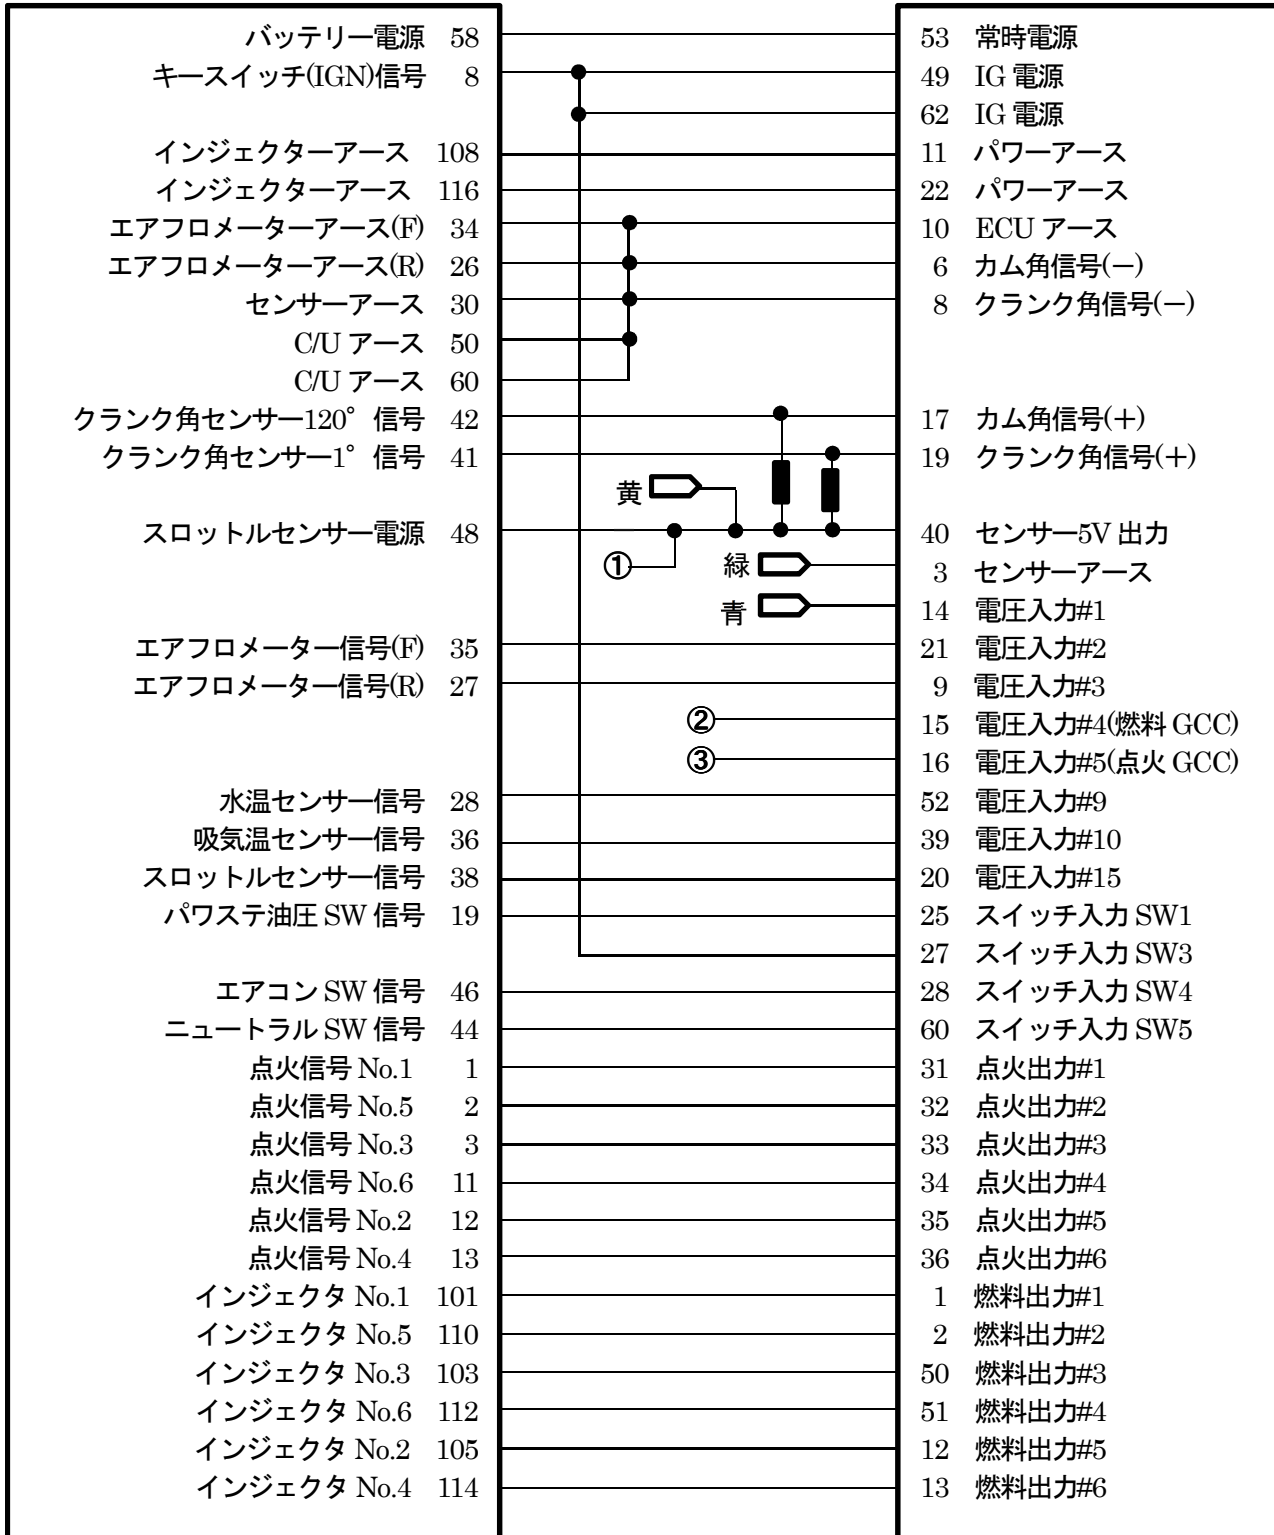 バッテリー電源 58 53 常時電源
キースイッチ(IGN)信号 8 49 IG 電源
62 IG 電源
インジェクターアース 108 11 パワーアース
インジェクターアース 116 22 パワーアース
エアフロメーターアース(F) 34 10 ECU アース
エアフロメーターアース(R) 26 6 カム角信号(−)
センサーアース 30 8 クランク角信号(−)
C/U アース 50
C/U アース 60
クランク角センサー120°信号 42 17 カム角信号(+)
クランク角センサー1°信号 41 19 クランク角信号(+)
黄
スロットルセンサー電源 48 40 センサー5V 出力
① 緑 3 センサーアース
青 14 電圧入力#1
エアフロメーター信号(F) 35 21 電圧入力#2
エアフロメーター信号(R) 27 9 電圧入力#3
② 15 電圧入力#4(燃料 GCC)
③ 16 電圧入力#5(点火 GCC)
水温センサー信号 28 52 電圧入力#9
吸気温センサー信号 36 39 電圧入力#10
スロットルセンサー信号 38 20 電圧入力#15
パワステ油圧 SW 信号 19 25 スイッチ入力 SW1
27 スイッチ入力 SW3
エアコン SW 信号 46 28 スイッチ入力 SW4
ニュートラル SW 信号 44 60 スイッチ入力 SW5
点火信号 No.1 1 31 点火出力#1
点火信号 No.5 2 32 点火出力#2
点火信号 No.3 3 33 点火出力#3
点火信号 No.6 11 34 点火出力#4
点火信号 No.2 12 35 点火出力#5
点火信号 No.4 13 36 点火出力#6
インジェクタ No.1 101 1 燃料出力#1
インジェクタ No.5 110 2 燃料出力#2
インジェクタ No.3 103 50 燃料出力#3
インジェクタ No.6 112 51 燃料出力#4
インジェクタ No.2 105 12 燃料出力#5
インジェクタ No.4 114 13 燃料出力#6